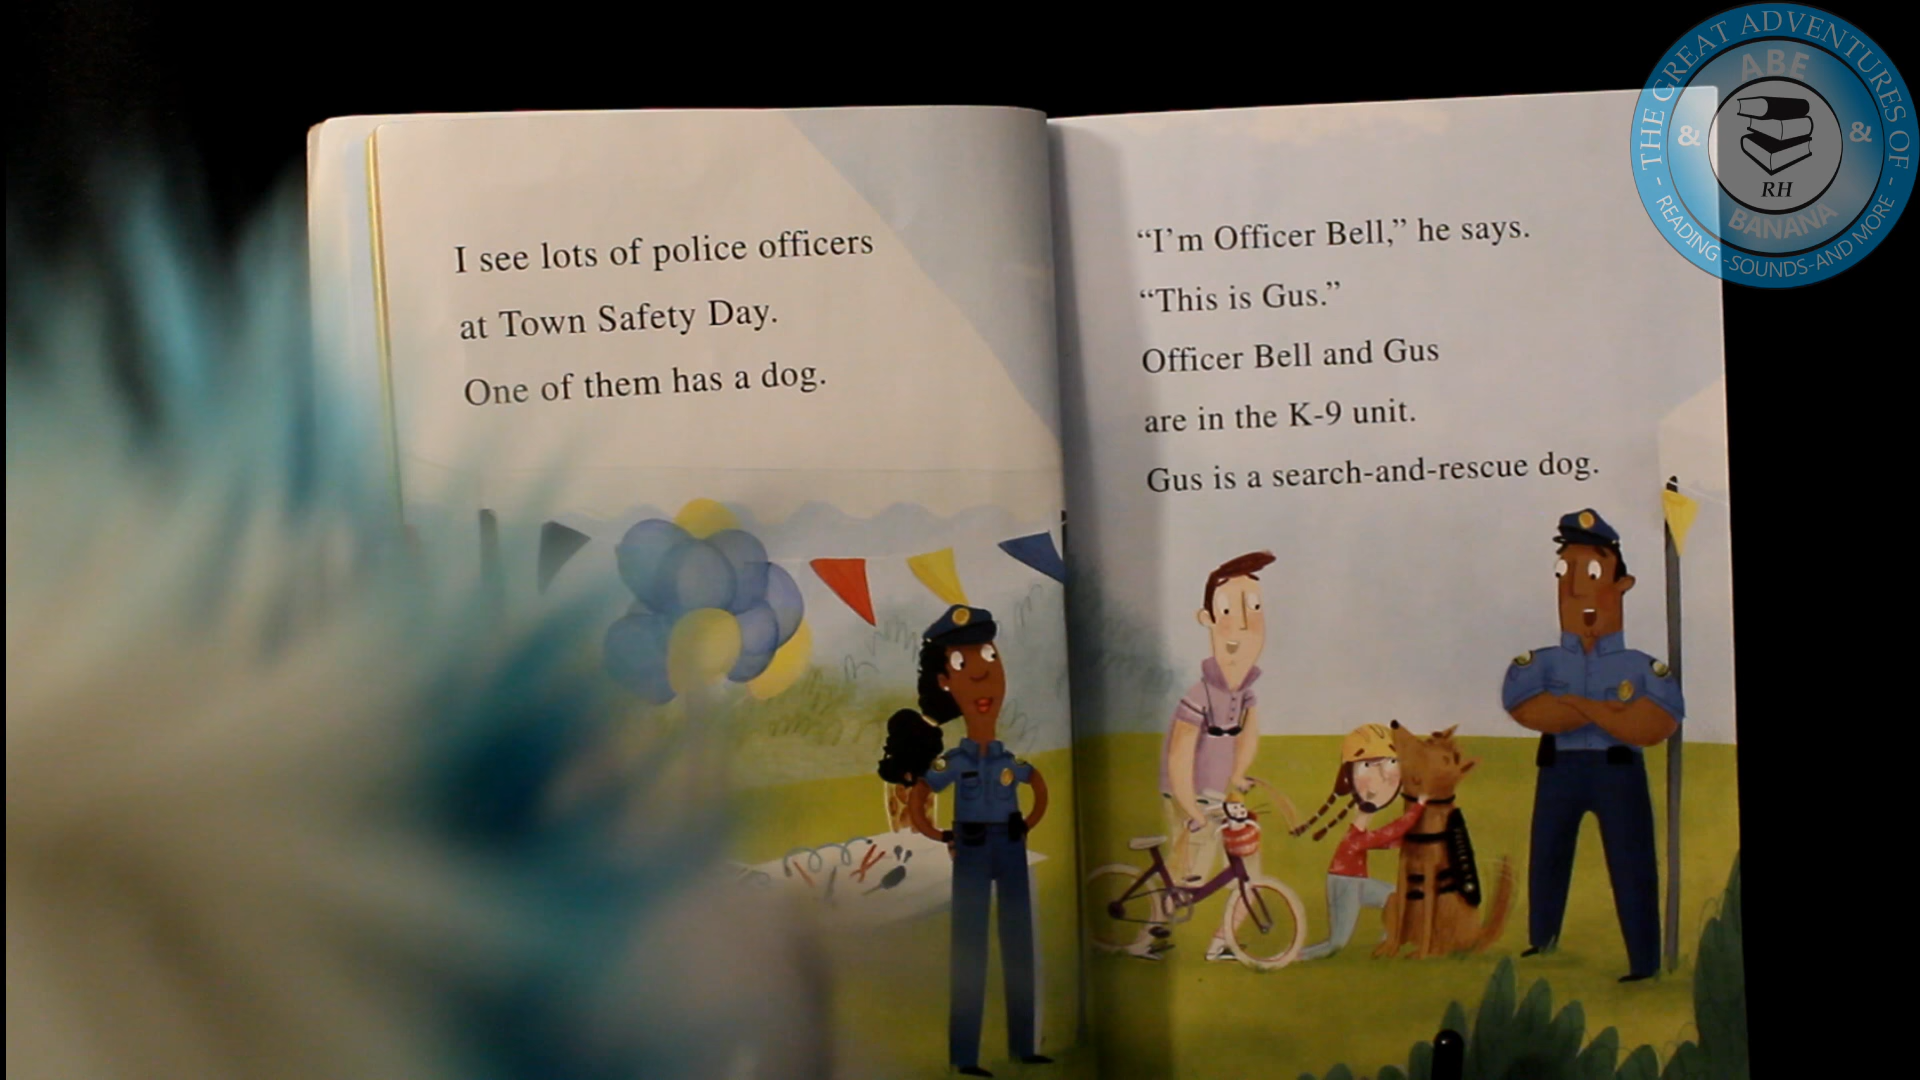 I see lots of police officers
at Town Safety Day.
One of them has a dog.
“I’m Officer Bell,” he says.
“This is Gus.”
Officer Bell and Gus
are in the K-9 unit.
Gus is a search-and-rescue dog.
THE GREAT ADVENTURES OF
ABE
& &
RH
BANANA
- READING -SOUNDS-AND MORE -